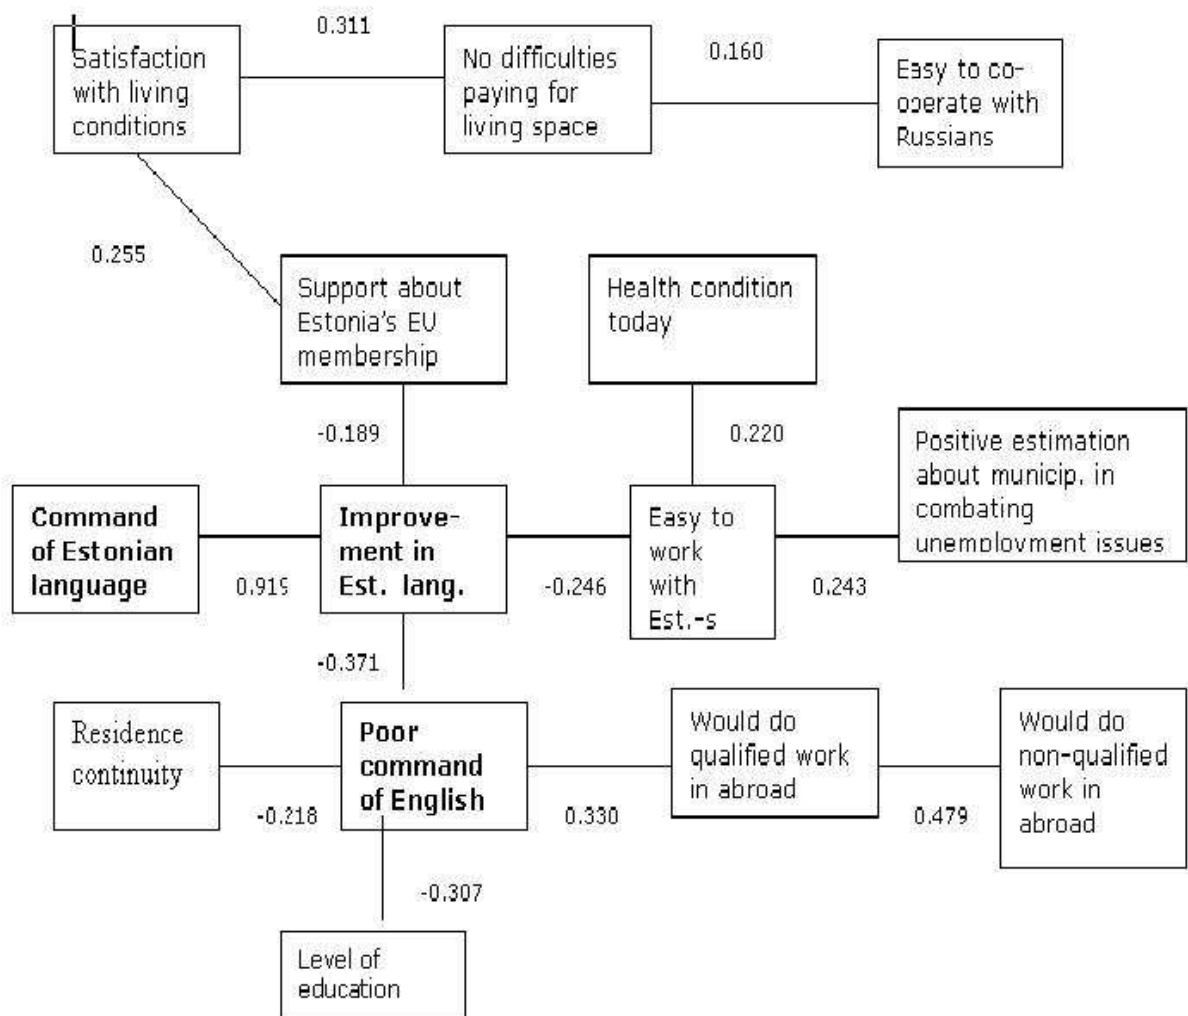 0.311
Satisfaction
with living
conditions
No difficulties
paying for
living space
0.160
Easy to co-
operate with
Russians
0.255
Support about
Estonia's EU
membership
Health condition
today
-0.189
0.220
Positive estimation
about municip. in
combating
unemployment issues
Command
of Estonian
language
0.919
Improve-
ment in
Est. lang.
-0.246
Easy to
work
with
Est.-s
0.243
-0.371
Residence
continuity
-0.218
Poor
command
of English
0.330
Would do
qualified work
in abroad
0.479
Would do
non-qualified
work in
abroad
-0.307
Level of
education